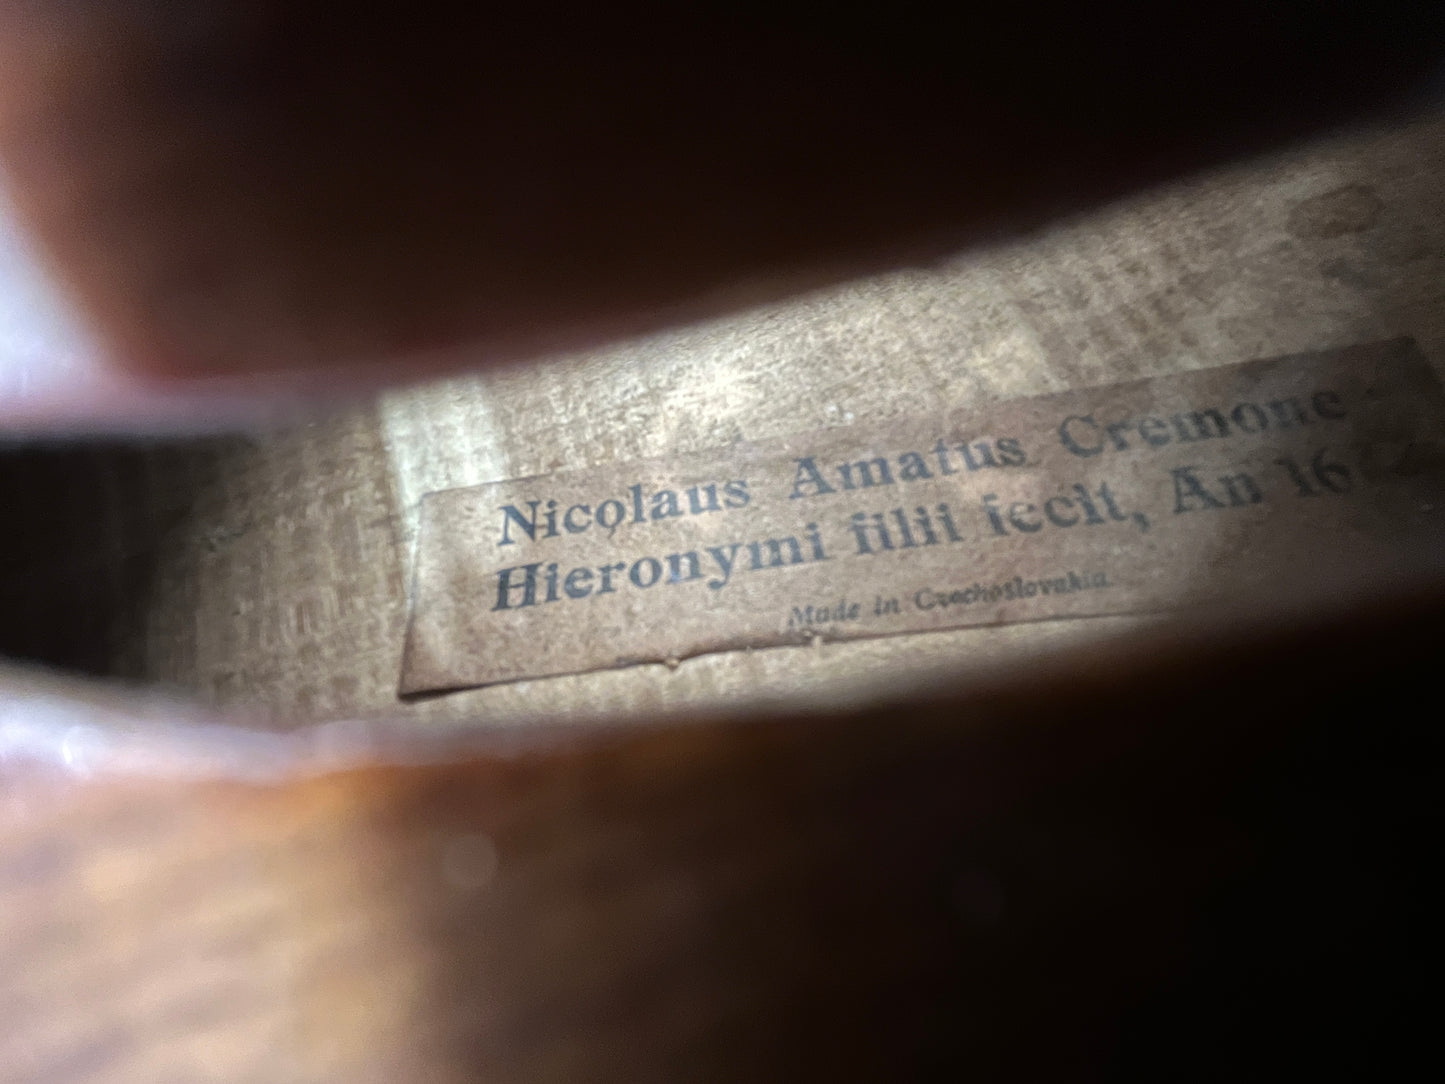 Nicolaus Amatus Cremone
Hieronymi filii fecit, An 16
Made in Czechoslovakia.